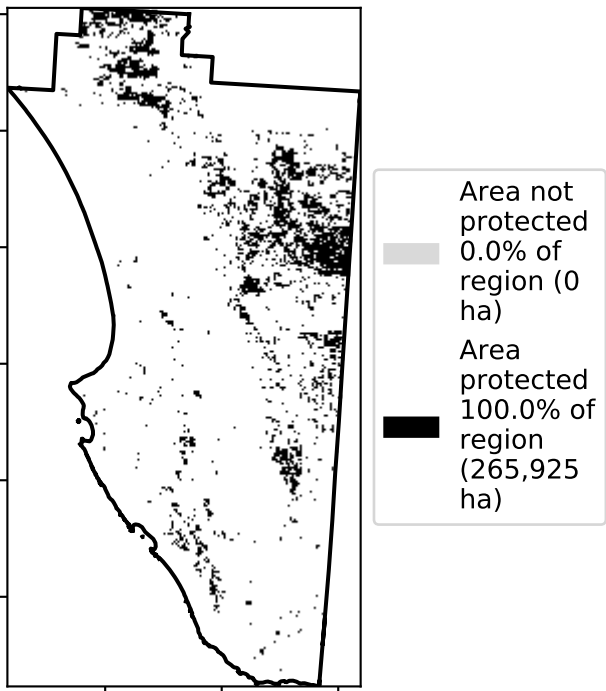 Area not
protected
0.0% of
region (0
ha)
Area
protected
100.0% of
region
(265,925
ha)